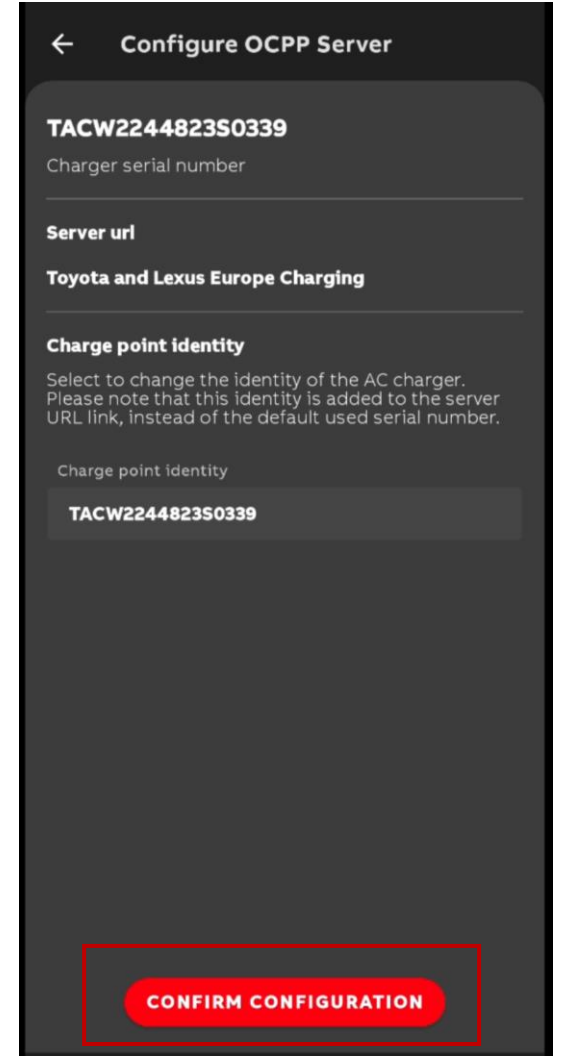 Configure OCPP Server
TACW2244823S0339
Charger serial number
Server url
Toyota and Lexus Europe Charging
Charge point identity
Select to change the identity of the AC charger.
Please note that this identity is added to the server
URL link, instead of the default used serial number.
Charge point identity
TACW2244823S0339
CONFIRM CONFIGURATION